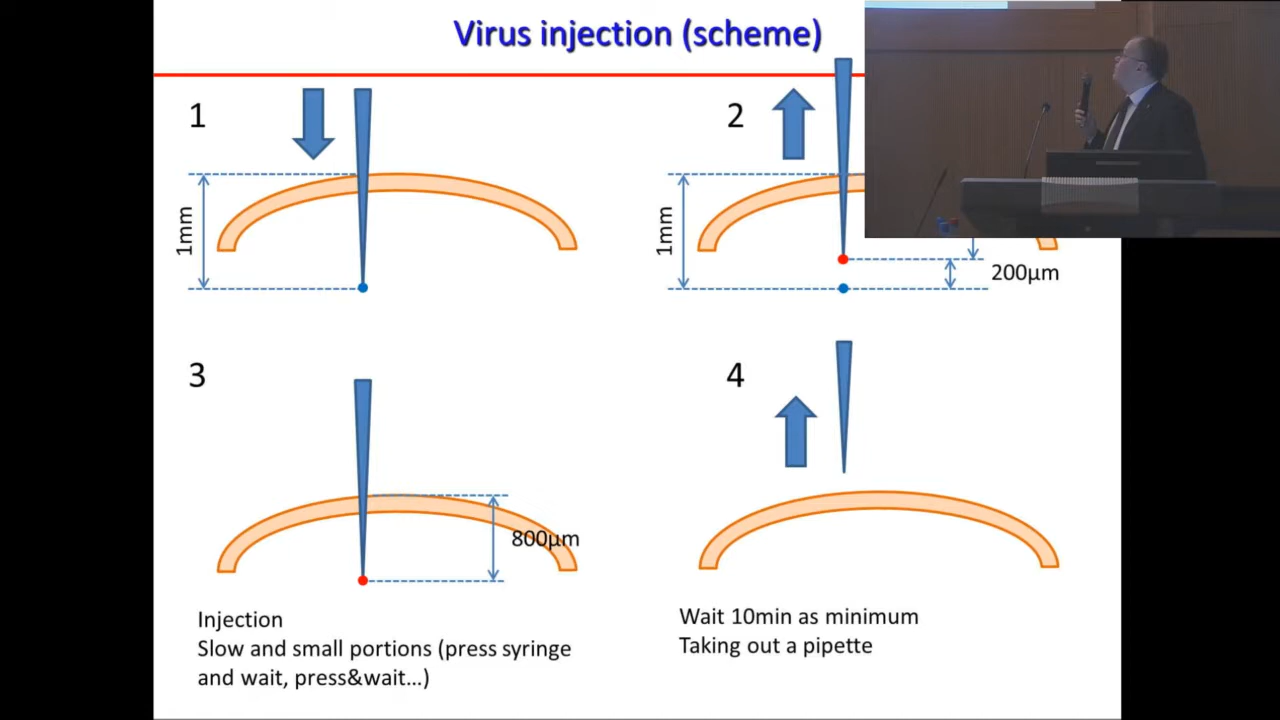 Virus injection (scheme)
1
1mm
2
1mm
200µm
3
800µm
Injection
Slow and small portions (press syringe
and wait, press&wait…)
4
Wait 10min as minimum
Taking out a pipette